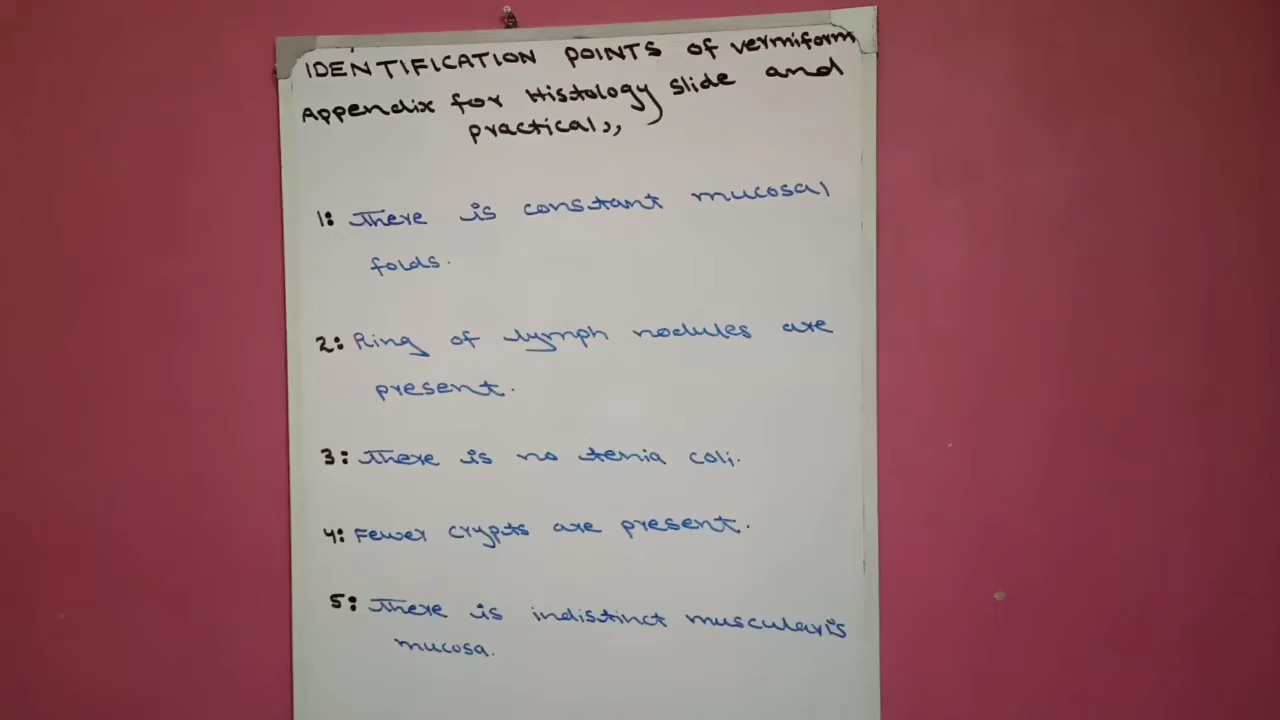 IDENTIFICATION POINTS of vermiform
Appendix for Histology slide and
practical,,
1: There is constant mucosal
folds.
2: Ring of lymph nodules are
present.
3: There is no tenia coli.
4: Fewer crypts are present.
5: There is indistinct muscularis
mucosa.